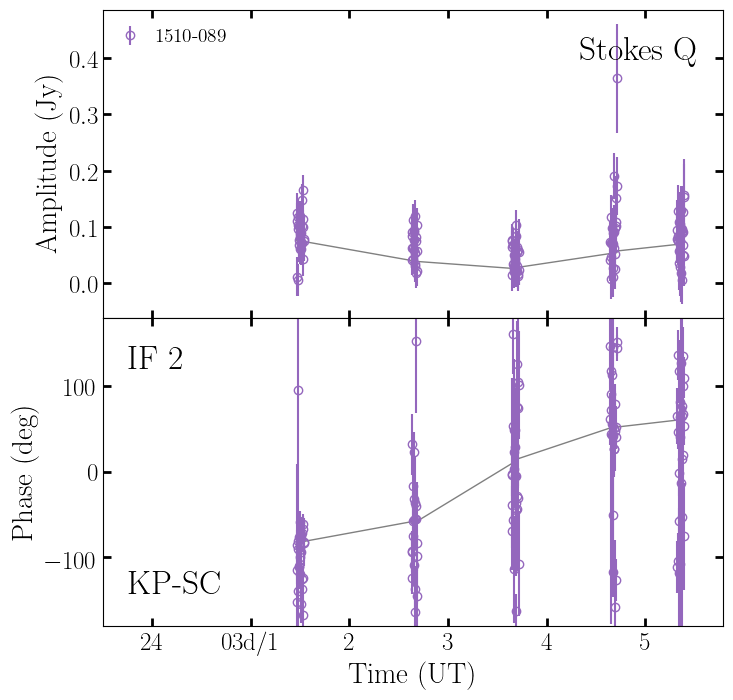 1510-089
Stokes Q
0.4
0.3
0.2
0.1
0.0
Amplitude (Jy)
IF 2
100
0
−100
Phase (deg)
KP-SC
24 03d/1 2 3 4 5
Time (UT)